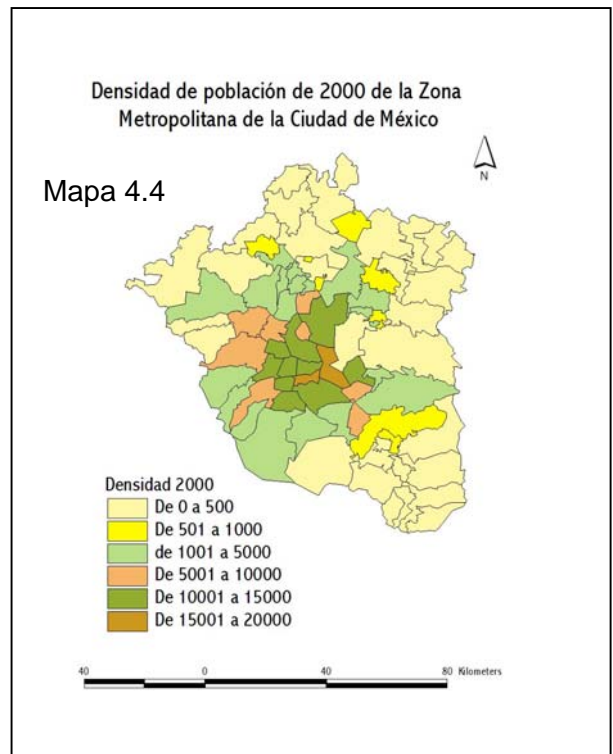 Densidad de población de 2000 de la Zona
Metropolitana de la Ciudad de México
N
Mapa 4.4
Densidad 2000
De 0 a 500
De 501 a 1000
de 1001 a 5000
De 5001 a 10000
De 10001 a 15000
De 15001 a 20000
40 0 40 80 Kilometers